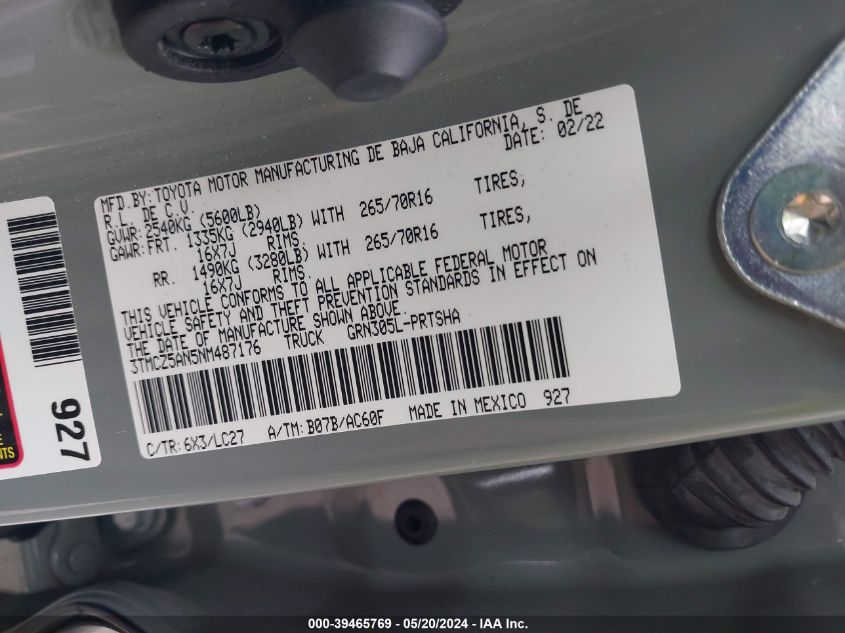 MFD.BY:TOYOTA MOTOR MANUFACTURING DE BAJA CALIFORNIA, S. DE
R.L. DE C.V. DATE: 02/22
GVWR:2540KG (5600LB)
GAWR:FRT. 1335KG (2940LB) WITH 265/70R16 TIRES,
16X7J RIMS.
RR. 1490KG (3280LB) WITH 265/70R16 TIRES,
16X7J RIMS.
THIS VEHICLE CONFORMS TO ALL APPLICABLE FEDERAL MOTOR
VEHICLE SAFETY AND THEFT PREVENTION STANDARDS IN EFFECT ON
THE DATE OF MANUFACTURE SHOWN ABOVE.
3TMCZ5AN5NM487176 TRUCK GRN305L-PRTSHA
C/TR:6X3/LC27 A/TM:B07B/AC60F MADE IN MEXICO 927
927
000-39465769 - 05/20/2024 - IAA Inc.